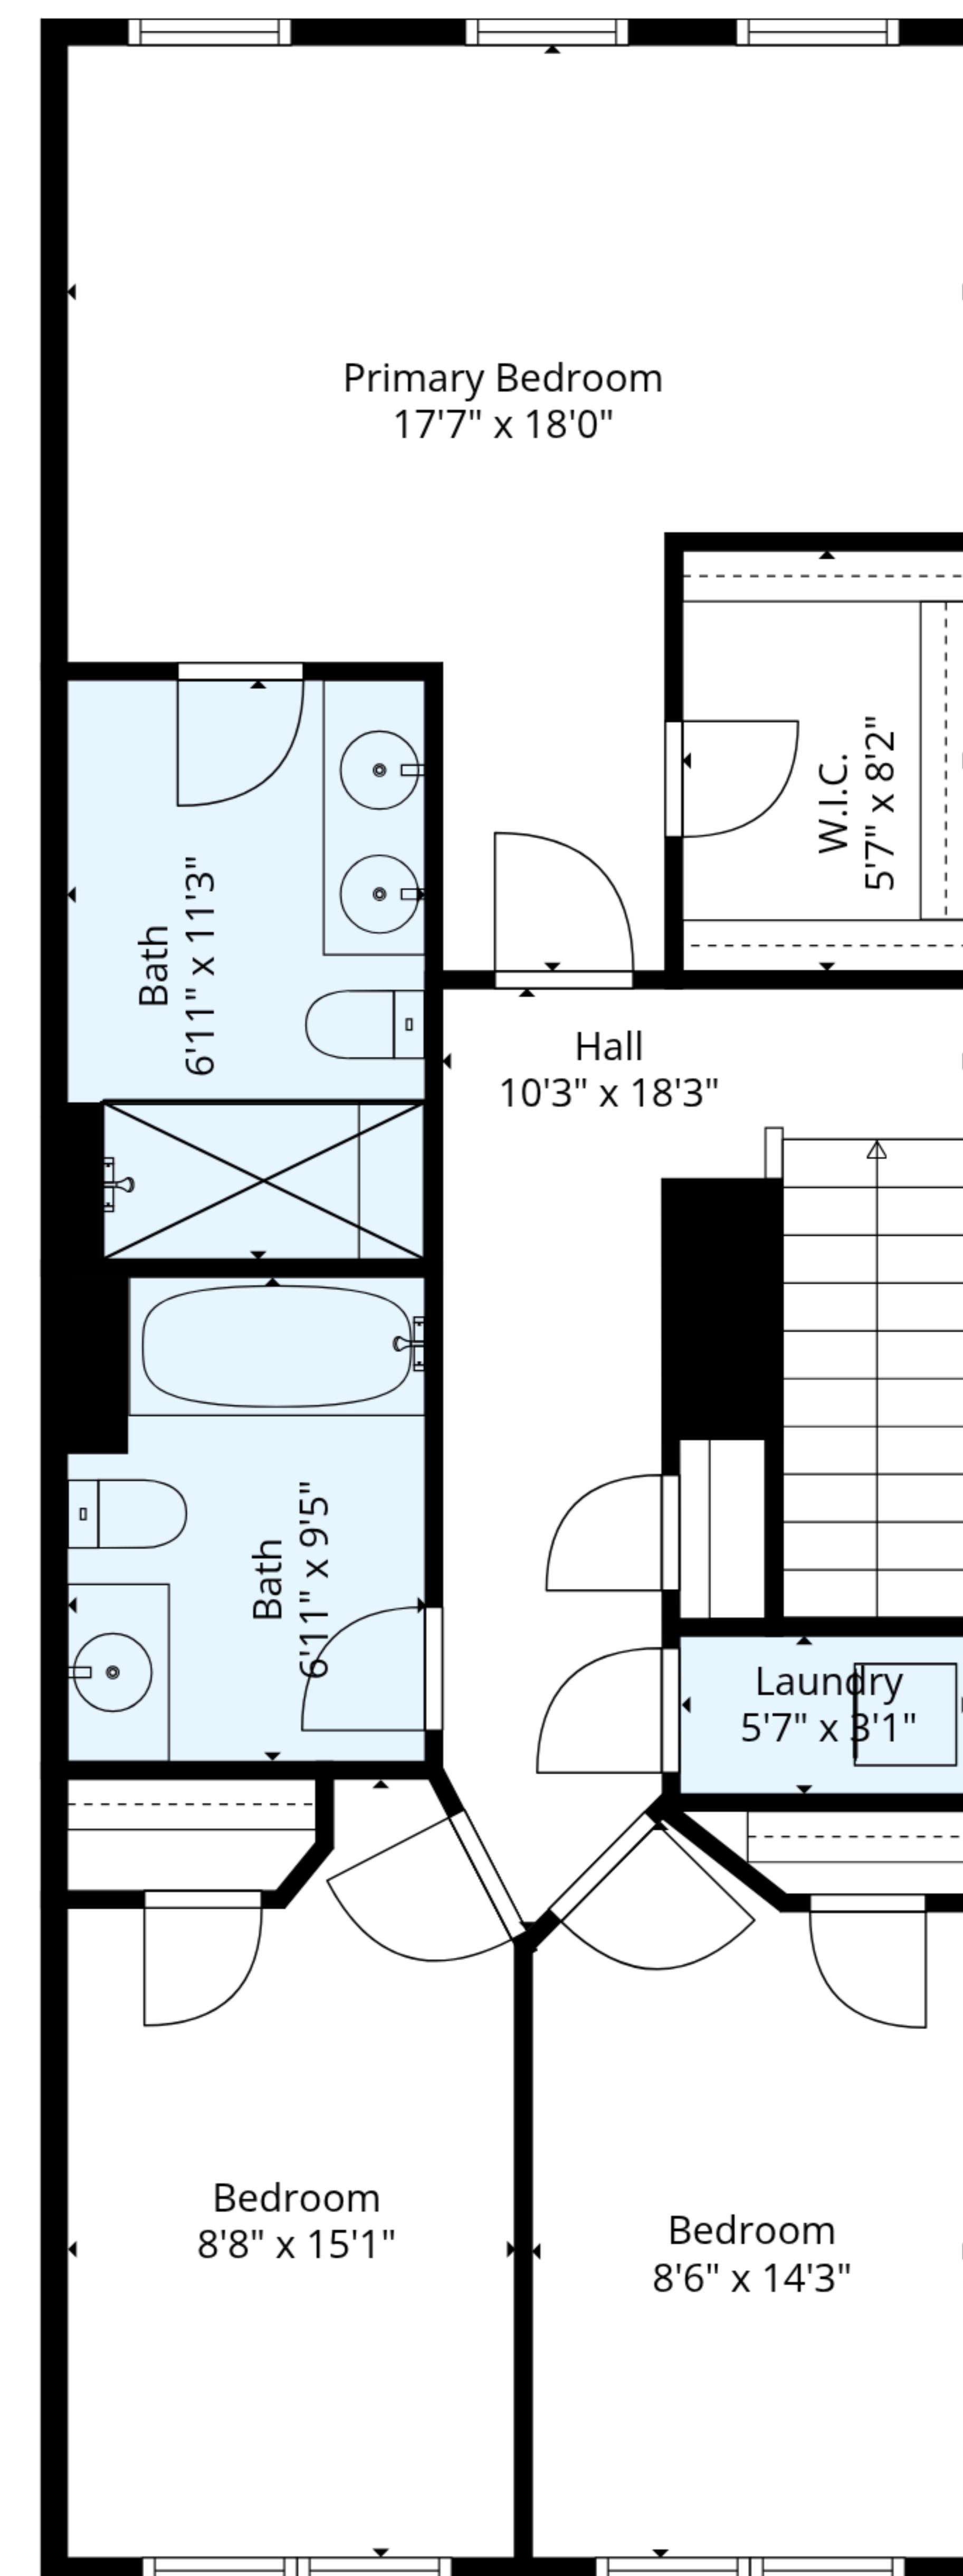 Primary Bedroom
17'7" x 18'0"
W.I.C.
5'7" x 8'2"
Bath
6'11" x 11'3"
Hall
10'3" x 18'3"
Bath
6'11" x 9'5"
Laundry
5'7" x 3'1"
Bedroom
8'8" x 15'1"
Bedroom
8'6" x 14'3"